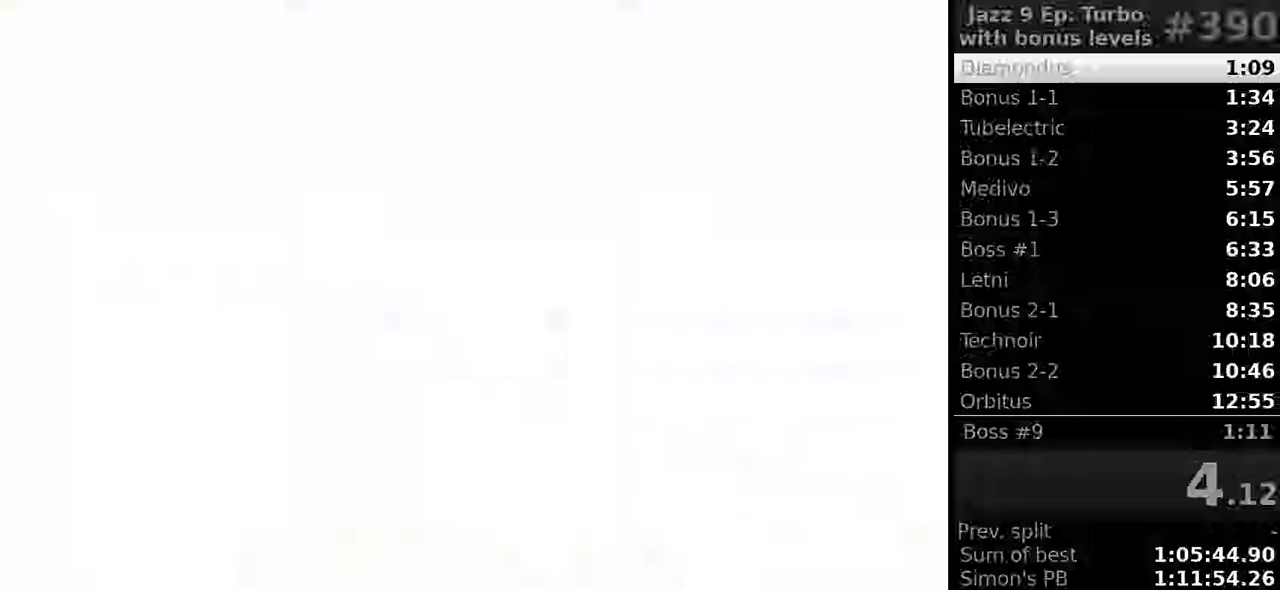 Jazz 9 Ep. Turbo
with bonus levels #390
Diamondus 1:09
Bonus 1-1 1:34
Tubelectric 3:24
Bonus 1-2 3:56
Medivo 5:57
Bonus 1-3 6:15
Boss #1 6:33
Letni 8:06
Bonus 2-1 8:35
Technoir 10:18
Bonus 2-2 10:46
Orbitus 12:55
Boss #9 1:11
4.12
Prev. split -
Sum of best 1:05:44.90
Simon's PB 1:11:54.26